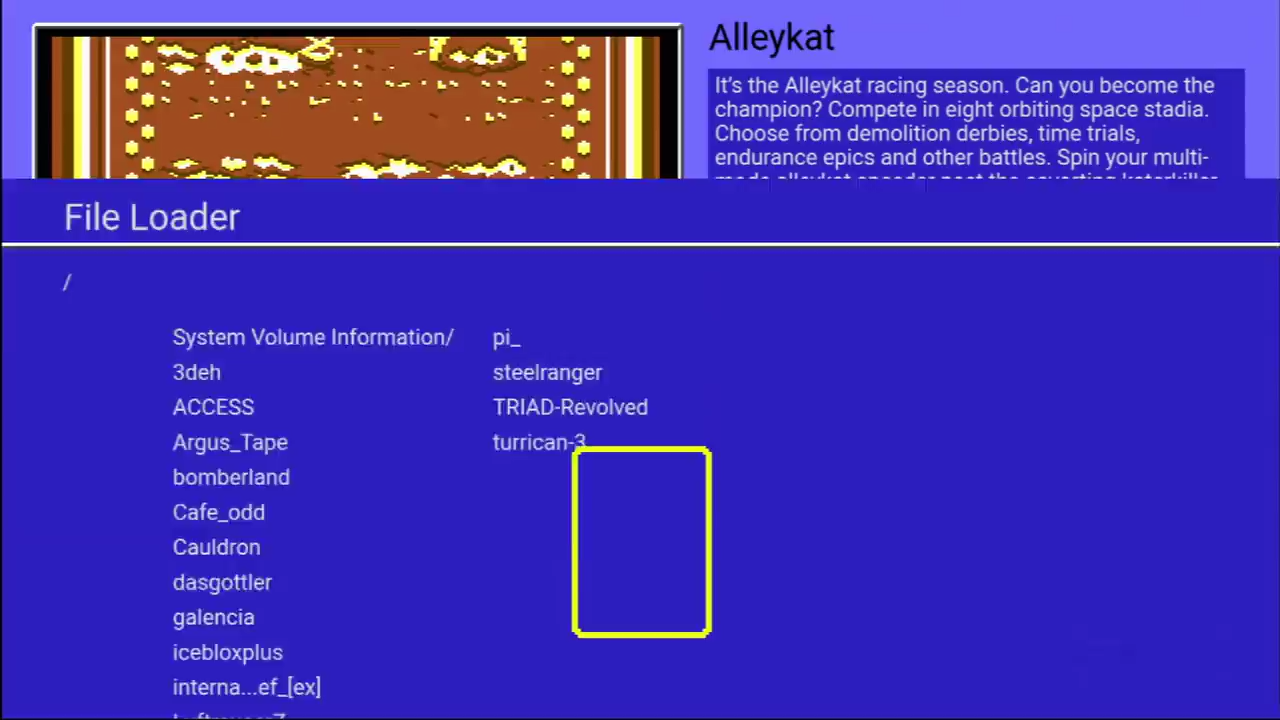 Alleykat
It's the Alleykat racing season. Can you become the
champion? Compete in eight orbiting space stadia.
Choose from demolition derbies, time trials,
endurance epics and other battles. Spin your multi-
File Loader
/
System Volume Information/
3deh
ACCESS
Argus_Tape
bomberland
Cafe_odd
Cauldron
dasgottler
galencia
icebloxplus
interna...ef_[ex]
pi_
steelranger
TRIAD-Revolved
turrican-3